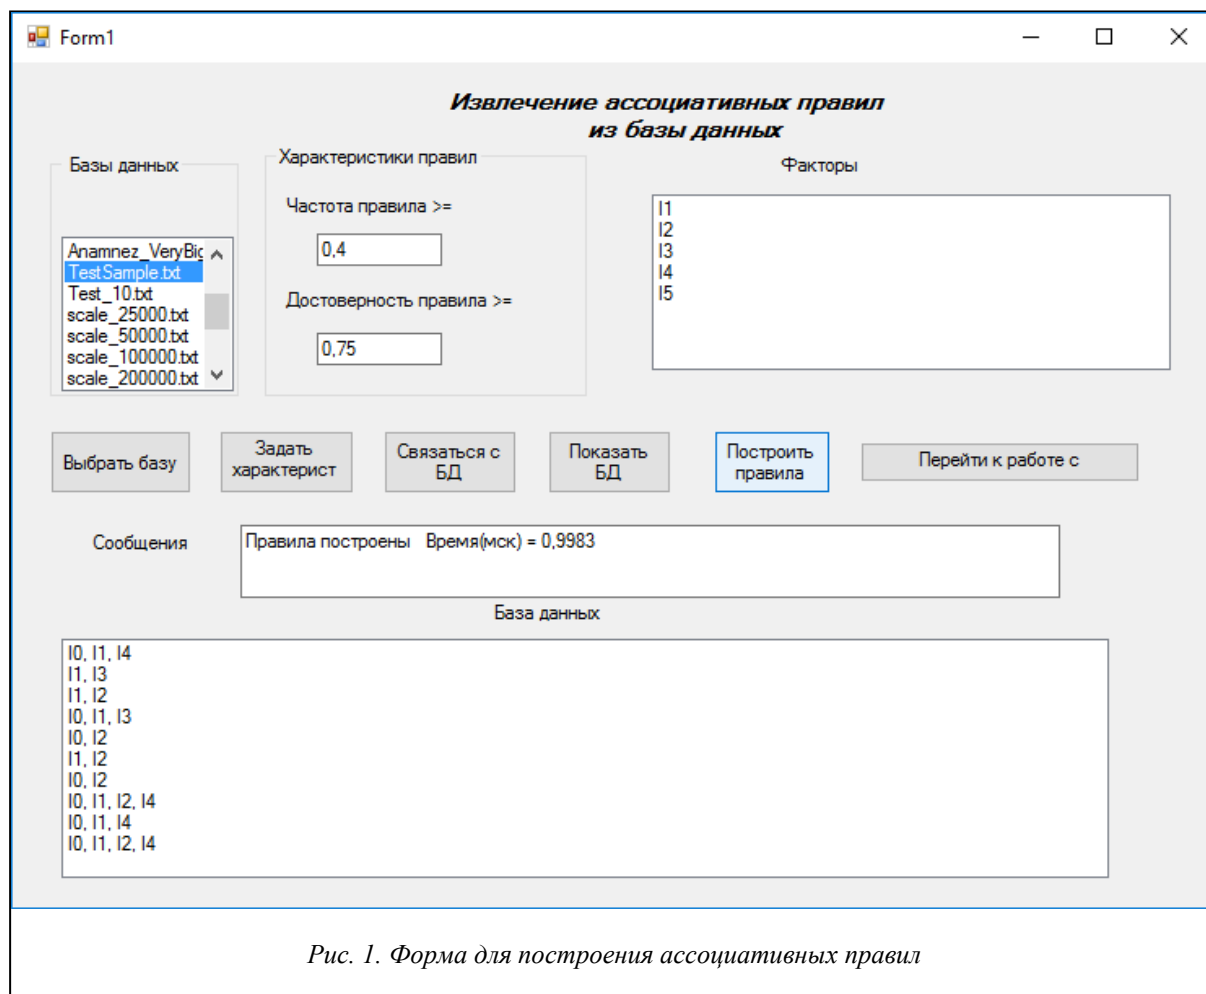 Form1
Извлечение ассоциативных правил
из базы данных
Базы данных
Характеристики правил
Факторы
Частота правила >=
0,4
Достоверность правила >=
0,75
Anamnez_VeryBig
TestSample.txt
Test_10.txt
scale_25000.txt
scale_50000.txt
scale_100000.txt
scale_200000.txt
I1
I2
I3
I4
I5
Выбрать базу
Задать
характерист
Связаться с
БД
Показать
БД
Построить
правила
Перейти к работе с
Сообщения
Правила построены   Время(мск) = 0,9983
База данных
I0, I1, I4
I1, I3
I1, I2
I0, I1, I3
I0, I2
I1, I2
I0, I2
I0, I1, I2, I4
I0, I1, I4
I0, I1, I2, I4
Рис. 1. Форма для построения ассоциативных правил